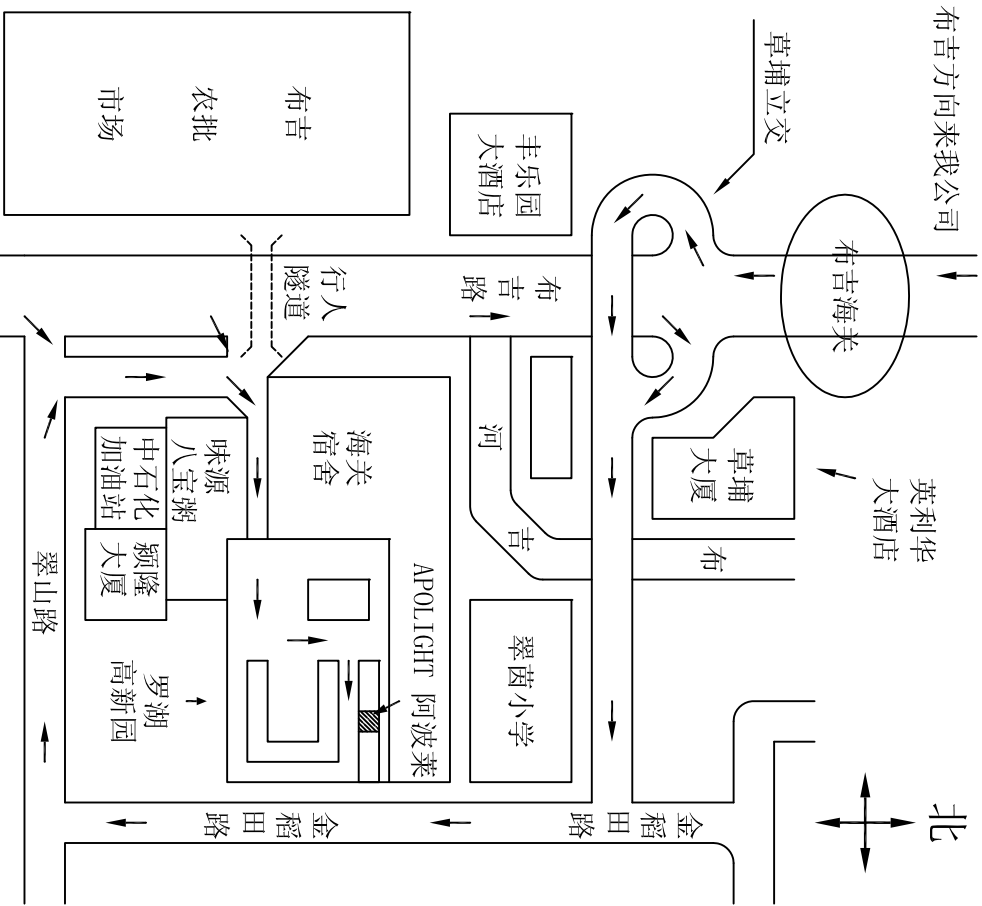 布吉方向来我公司
北
英利华
大酒店
布吉海关
草埔立交
草埔
大厦
金稻田路
布吉河
丰乐园
大酒店
布吉路
翠茵小学
APOLIGHT 阿波莱
海关
宿舍
行人
隧道
布吉
农批
市场
金稻田路
味源
八宝粥
中石化
加油站
颖隆
大厦
罗湖
高新园
翠山路